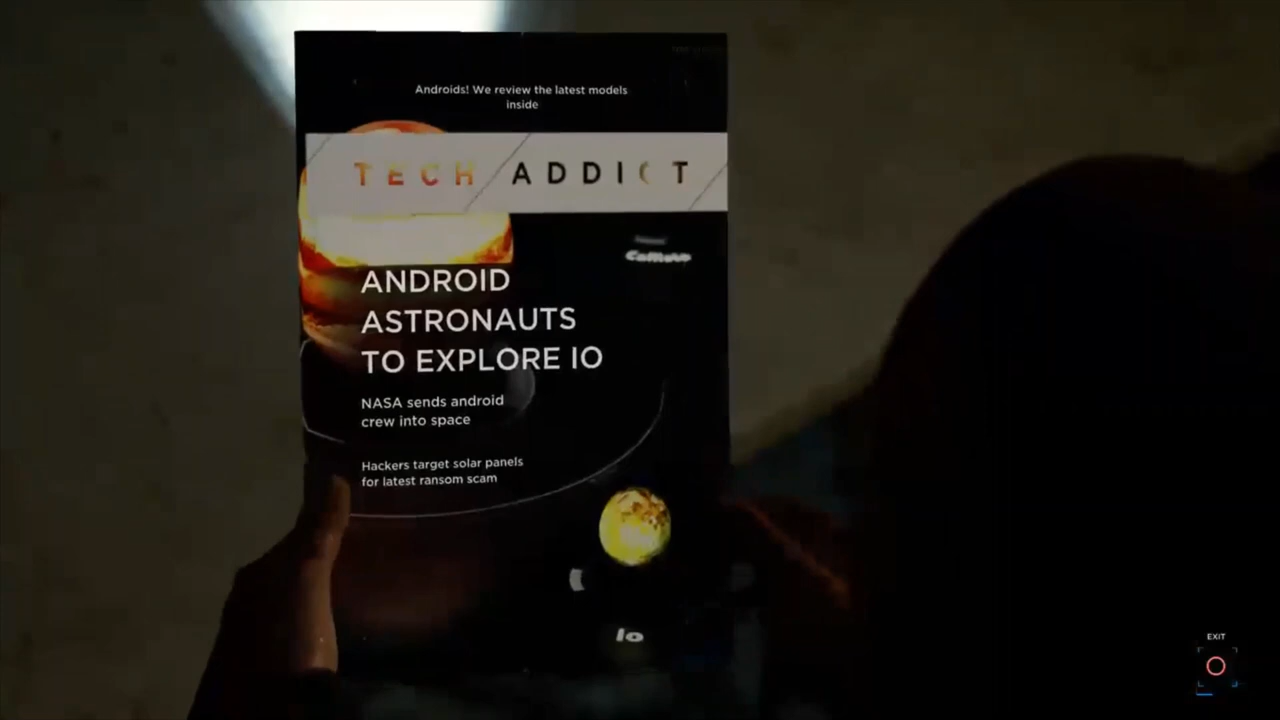 Androids! We review the latest models
inside
TECH ADDICT
ANDROID
ASTRONAUTS
TO EXPLORE IO
NASA sends android
crew into space
Hackers target solar panels
for latest ransom scam
Io
EXIT